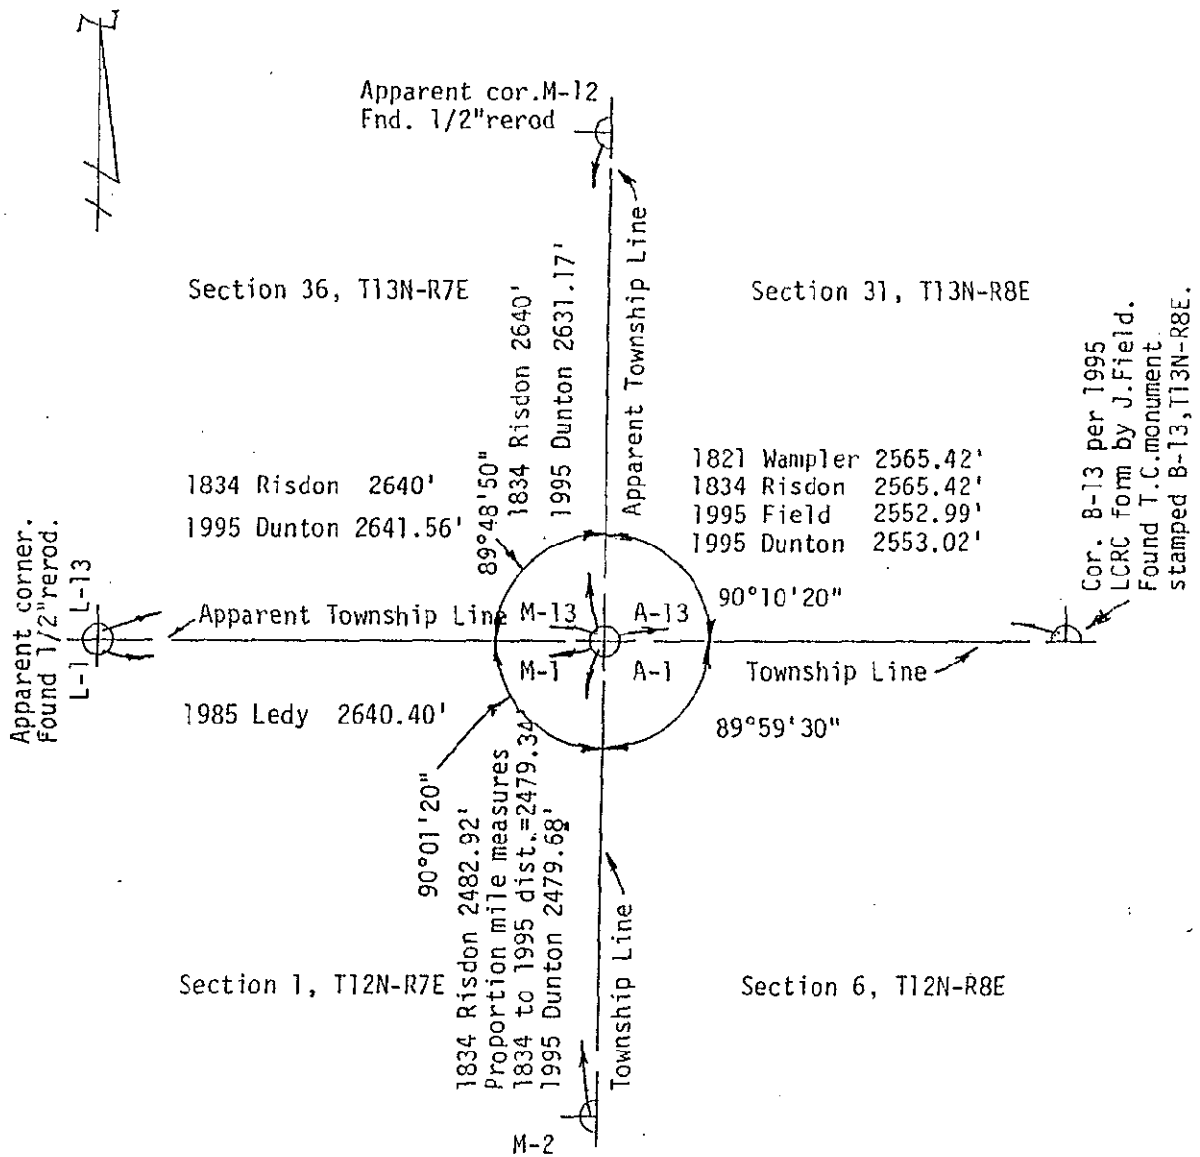 Apparent cor.M-12
Fnd. 1/2"rerod
Section 36, T13N-R7E
1834 Risdon 2640'
1995 Dunton 2631.17'
Apparent Township Line
Section 31, T13N-R8E
1834 Risdon 2640'
1995 Dunton 2641.56'
89°48'50"
1821 Wampler 2565.42'
1834 Risdon 2565.42'
1995 Field 2552.99'
1995 Dunton 2553.02'
90°10'20"
Cor. B-13 per 1995
LCRC form by J.Field.
Found T.C.monument
stamped B-13,T13N-R8E.
Apparent corner.
Found 1/2"rerod.
L-1
L-13
Apparent Township Line
M-13
A-13
M-1
A-1
Township Line
1985 Ledy 2640.40'
89°59'30"
90°01'20"
1834 Risdon 2482.92'
Proportion mile measures
1834 to 1995 dist.=2479.34
1995 Dunton 2479.68'
Township Line
Section 1, T12N-R7E
Section 6, T12N-R8E
M-2